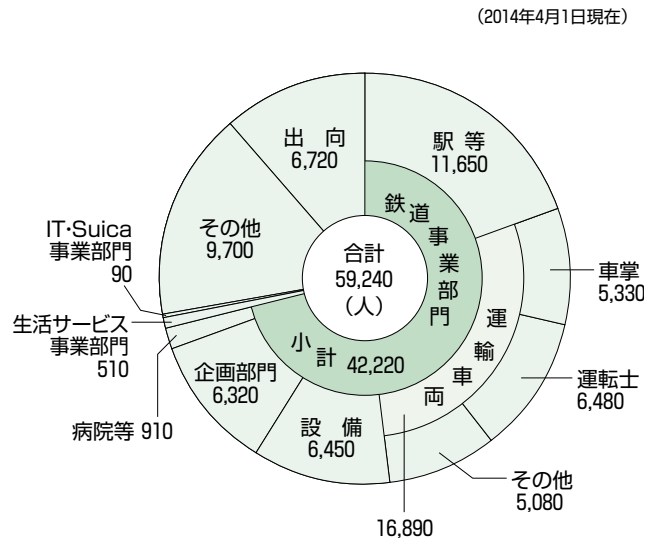 （2014年4月1日現在）
駅 等
11,650
車掌
5,330
運転士
6,480
その他
5,080
16,890
運輸車両
設 備
6,450
企画部門
6,320
病院等 910
生活サービス
事業部門
510
IT・Suica
事業部門
90
その他
9,700
出 向
6,720
鉄道事業部門
小計 42,220
合計
59,240
（人）